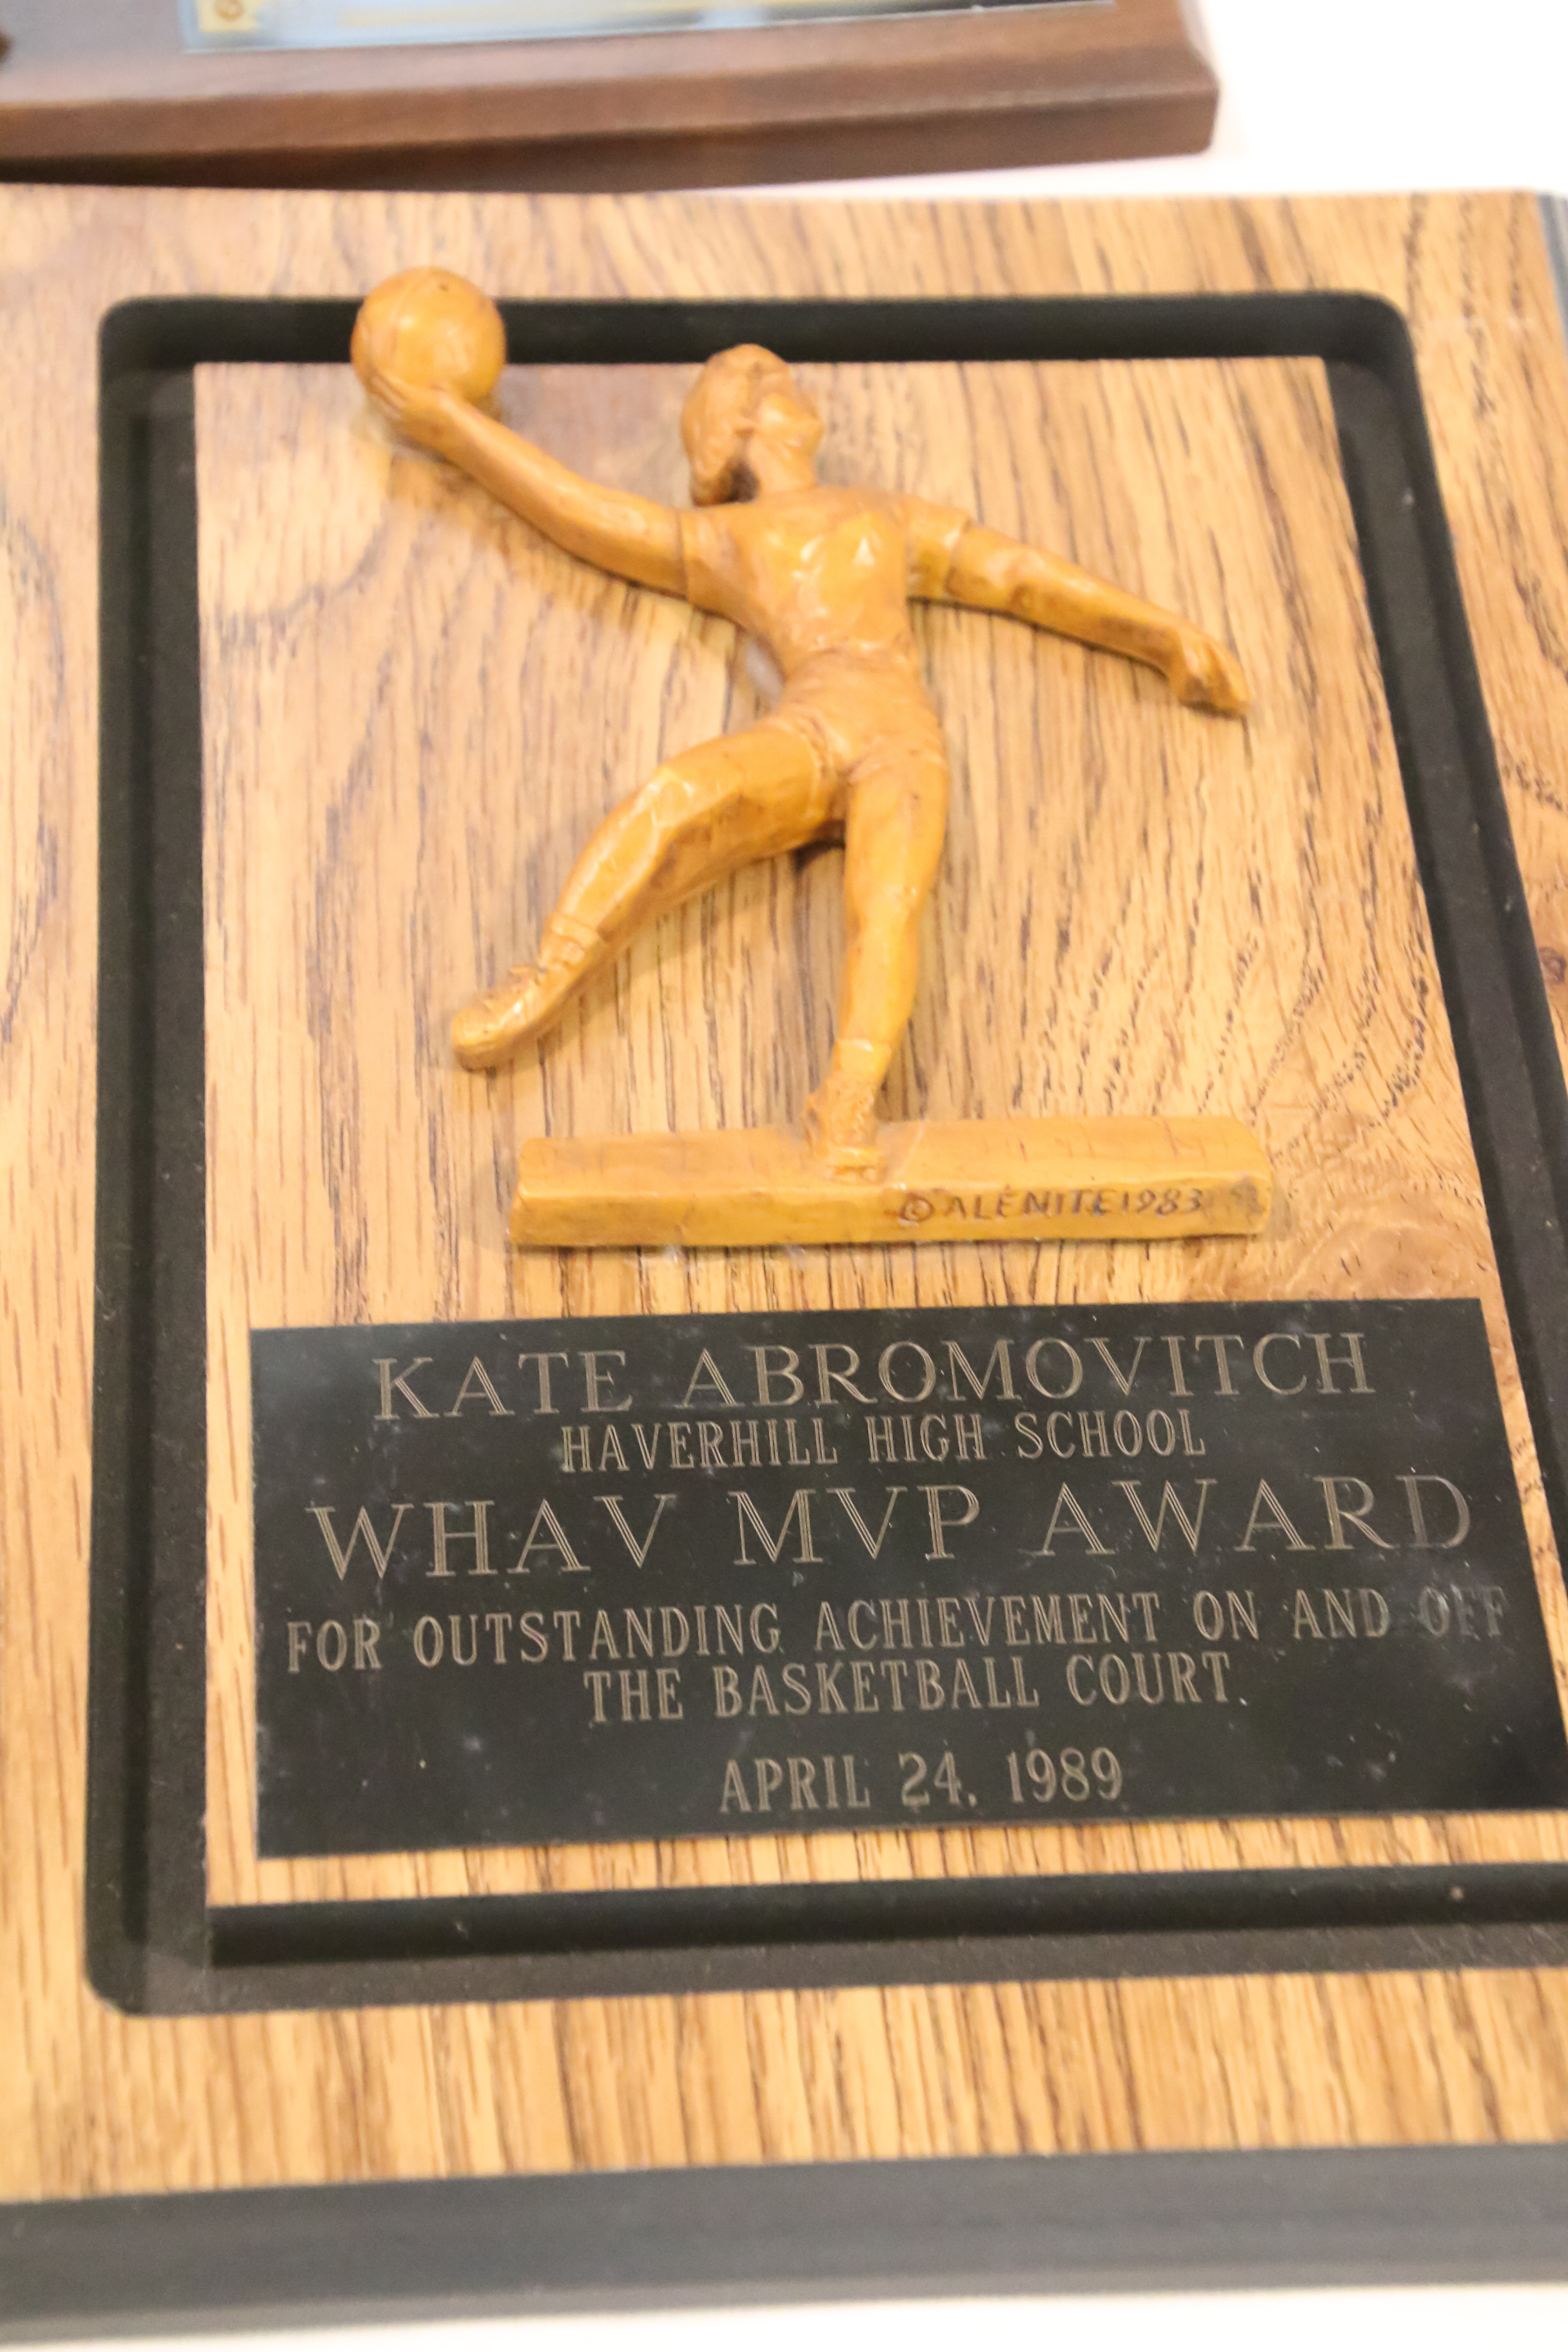 © ALENITE 1983
KATE ABROMOVITCH
HAVERHILL HIGH SCHOOL
WHAV MVP AWARD
FOR OUTSTANDING ACHIEVEMENT ON AND OFF
THE BASKETBALL COURT
APRIL 24, 1989